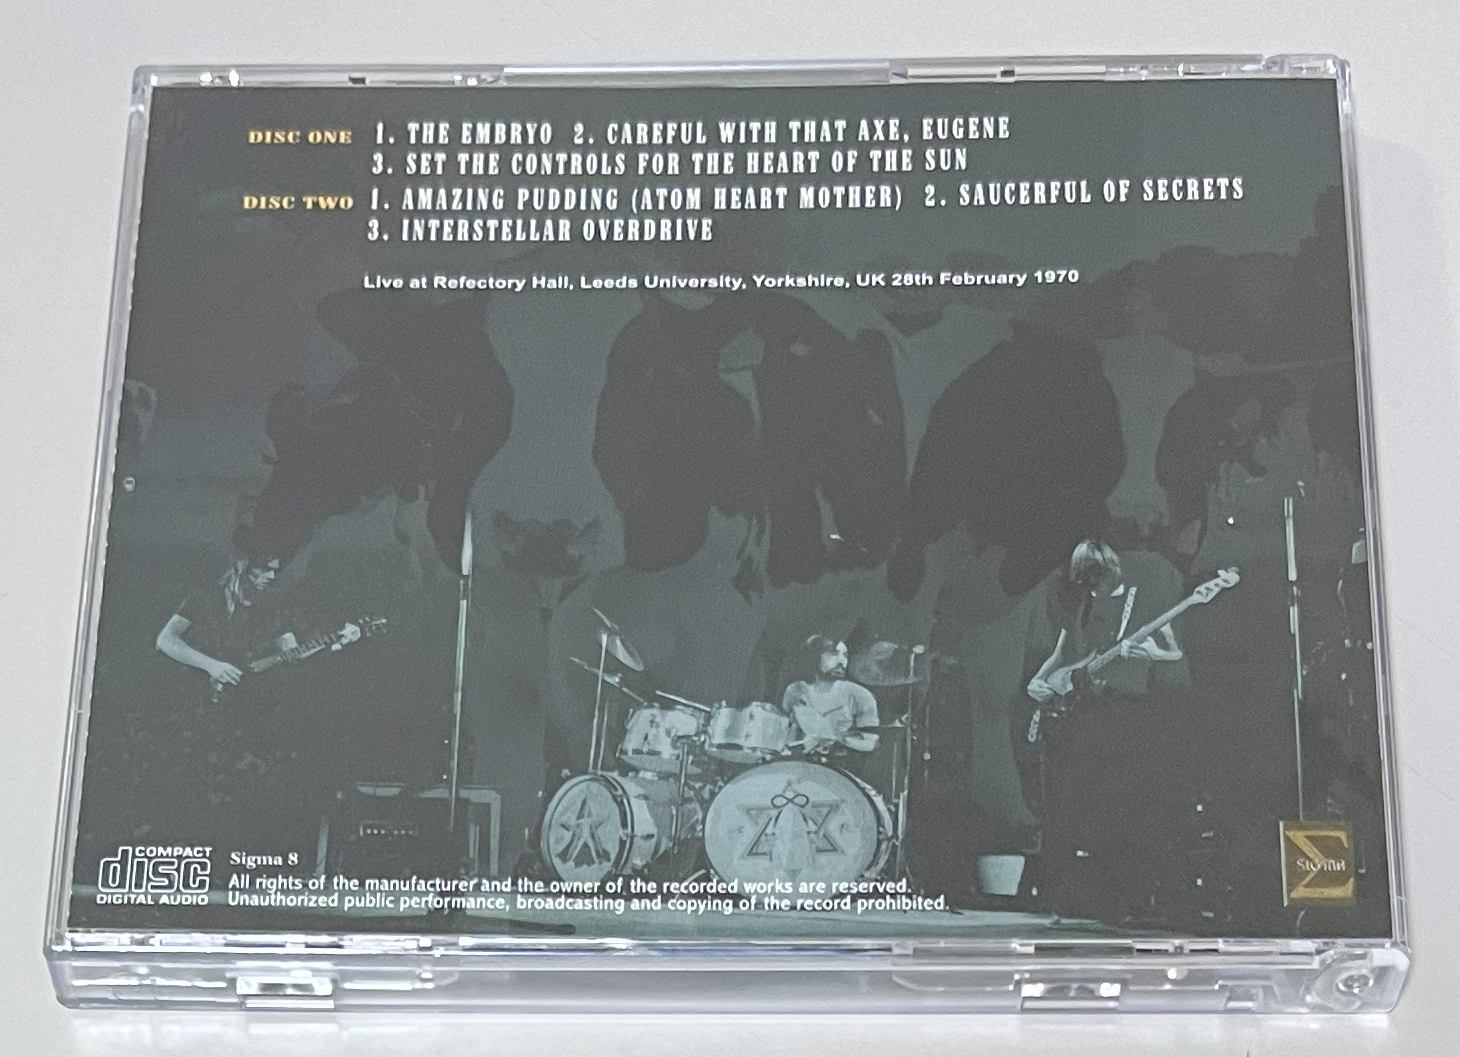 DISC ONE 1. THE EMBRYO 2. CAREFUL WITH THAT AXE, EUGENE
3. SET THE CONTROLS FOR THE HEART OF THE SUN
DISC TWO 1. AMAZING PUDDING (ATOM HEART MOTHER) 2. SAUCERFUL OF SECRETS
3. INTERSTELLAR OVERDRIVE
Live at Refectory Hall, Leeds University, Yorkshire, UK 28th February 1970
COMPACT
disc
DIGITAL AUDIO
Sigma 8
All rights of the manufacturer and the owner of the recorded works are reserved.
Unauthorized public performance, broadcasting and copying of the record prohibited.
Σ
SIGMA